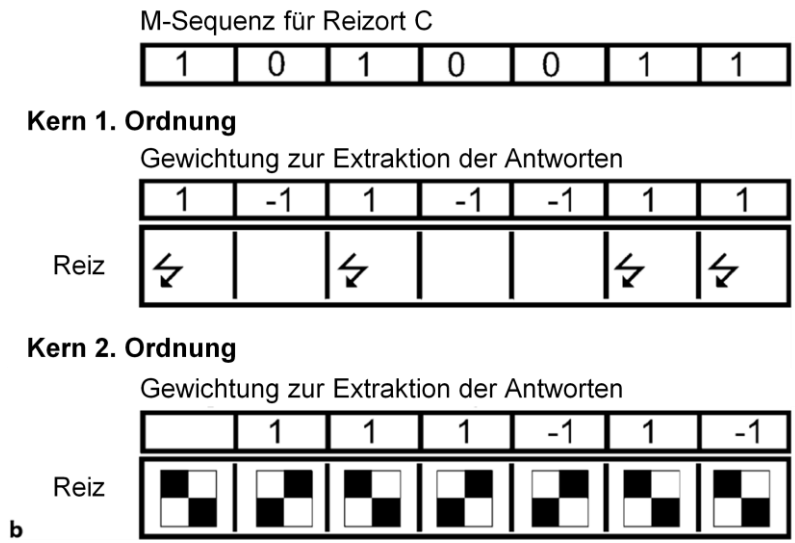 M-Sequenz für Reizort C
1 0 1 0 0 1 1
Kern 1. Ordnung
Gewichtung zur Extraktion der Antworten
1 -1 1 -1 -1 1 1
Reiz
Kern 2. Ordnung
Gewichtung zur Extraktion der Antworten
1 1 1 -1 1 -1
Reiz
b